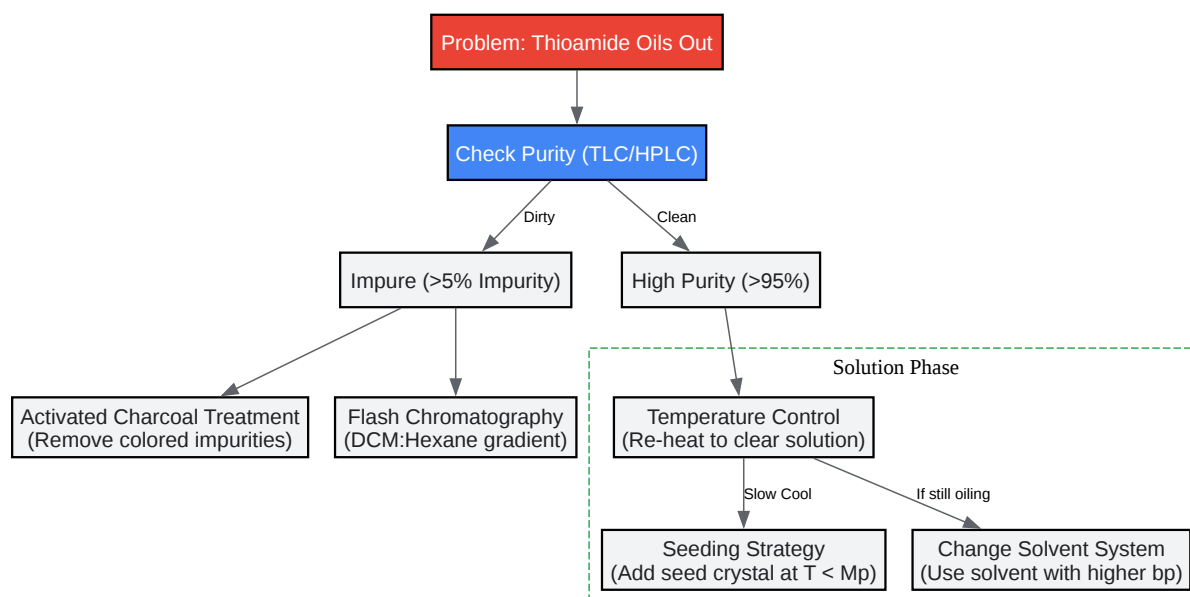 Problem: Thioamide Oils Out
Check Purity (TLC/HPLC)
Dirty
Clean
Impure (>5% Impurity)
High Purity (>95%)
Solution Phase
Activated Charcoal Treatment
(Remove colored impurities)
Flash Chromatography
(DCM:Hexane gradient)
Temperature Control
(Re-heat to clear solution)
Slow Cool
If still oiling
Seeding Strategy
(Add seed crystal at T < Mp)
Change Solvent System
(Use solvent with higher bp)